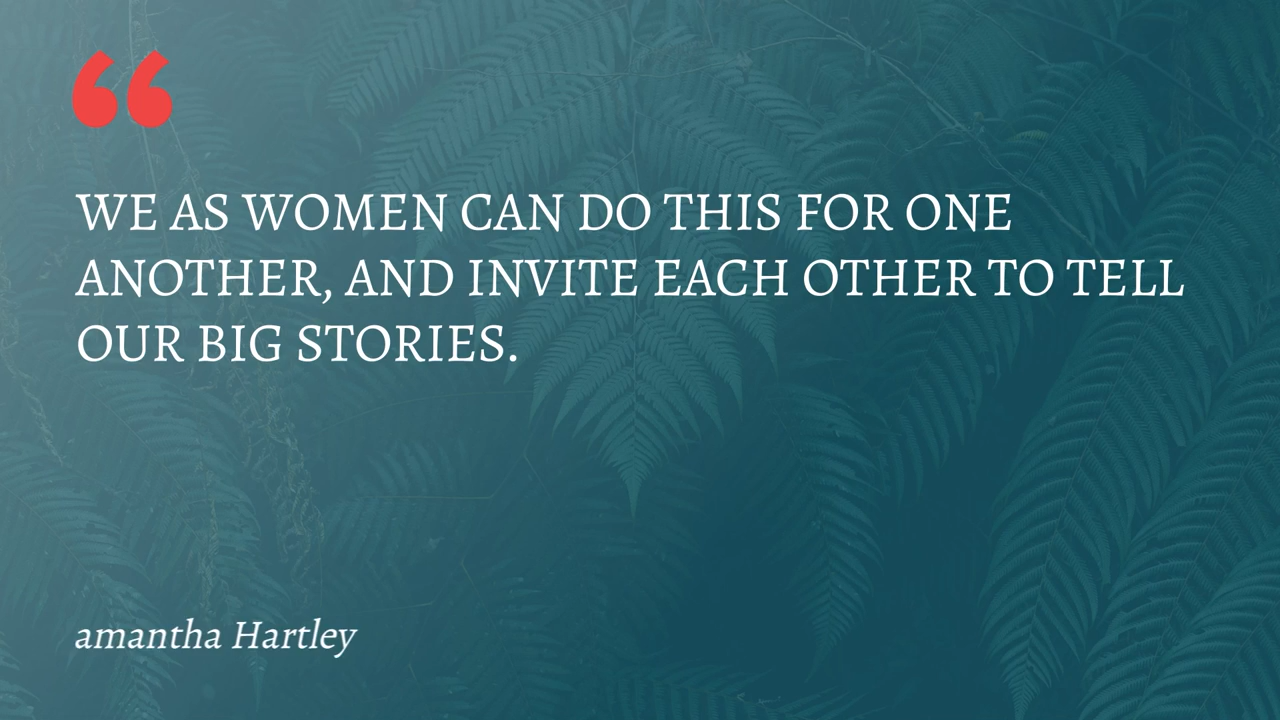 “
WE AS WOMEN CAN DO THIS FOR ONE
ANOTHER, AND INVITE EACH OTHER TO TELL
OUR BIG STORIES.
amantha Hartley